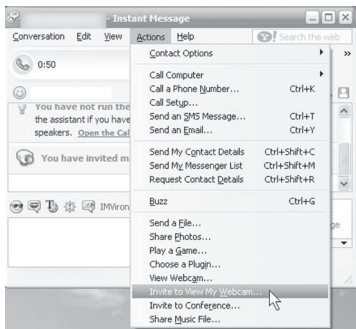 - Instant Message
Conversation Edit View Actions Help
Search the web
0:50
You have not run the
the assistant if you have
speakers. Open the Cal
You have invited m
IMViron
Contact Options
Call Computer
Call a Phone Number... Ctrl+K
Call Setup...
Send an SMS Message... Ctrl+T
Send an Email... Ctrl+Y
Send My Contact Details Ctrl+Shift+C
Send My Messenger List Ctrl+Shift+M
Request Contact Details Ctrl+Shift+R
Buzz Ctrl+G
Send a File...
Share Photos...
Play a Game...
Choose a Plugin...
View Webcam...
Invite to View My Webcam...
Invite to Conference...
Share Music File...